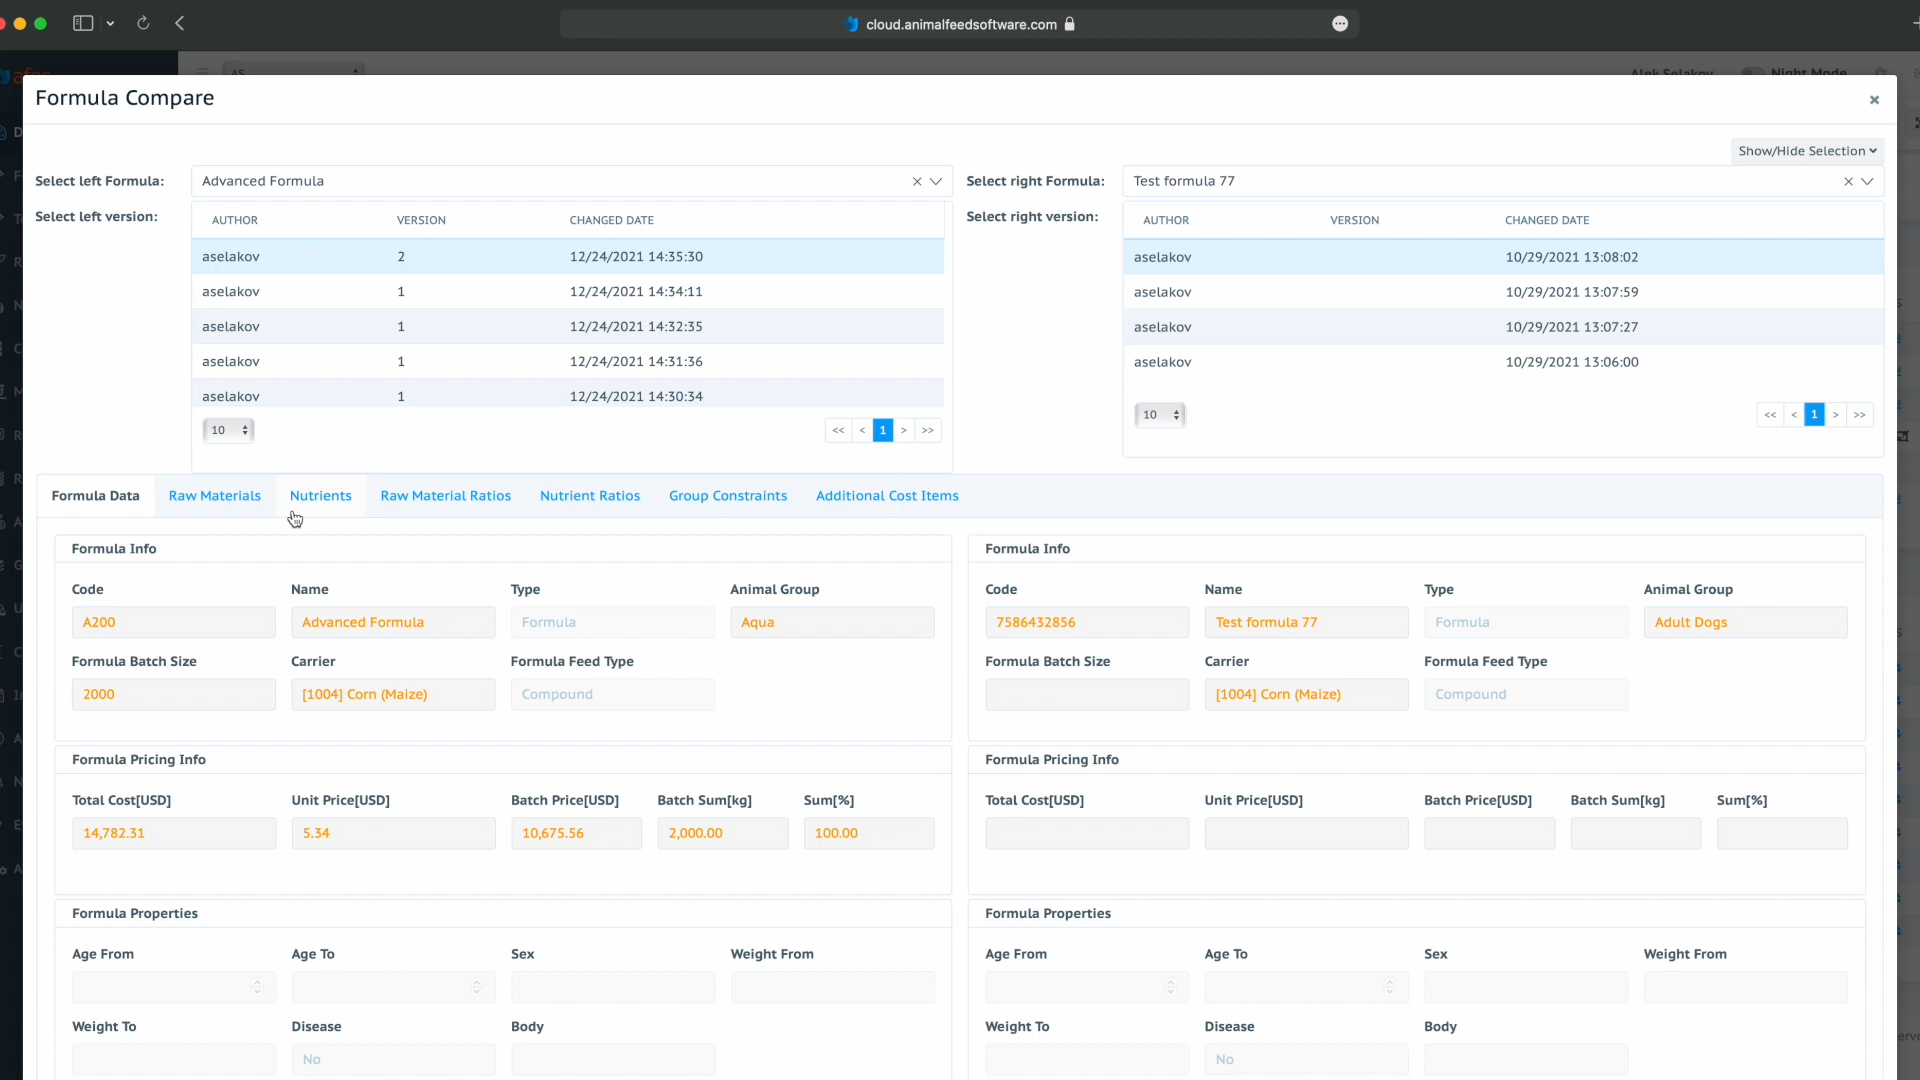 cloud.animalfeedsoftware.com
Formula Compare
Show/Hide Selection
Select left Formula: Advanced Formula Select right Formula: Test formula 77
Select left version: AUTHOR VERSION CHANGED DATE Select right version: AUTHOR VERSION CHANGED DATE
aselakov 2 12/24/2021 14:35:30 aselakov 10/29/2021 13:08:02
aselakov 1 12/24/2021 14:34:11 aselakov 10/29/2021 13:07:59
aselakov 1 12/24/2021 14:32:35 aselakov 10/29/2021 13:07:27
aselakov 1 12/24/2021 14:31:36 aselakov 10/29/2021 13:06:00
aselakov 1 12/24/2021 14:30:34
10 << < 1 > >> 10 << < 1 > >>
Formula Data Raw Materials Nutrients Raw Material Ratios Nutrient Ratios Group Constraints Additional Cost Items
Formula Info Formula Info
Code Name Type Animal Group Code Name Type Animal Group
A200 Advanced Formula Formula Aqua 7586432856 Test formula 77 Formula Adult Dogs
Formula Batch Size Carrier Formula Feed Type Formula Batch Size Carrier Formula Feed Type
2000 [1004] Corn (Maize) Compound [1004] Corn (Maize) Compound
Formula Pricing Info Formula Pricing Info
Total Cost[USD] Unit Price[USD] Batch Price[USD] Batch Sum[kg] Sum[%] Total Cost[USD] Unit Price[USD] Batch Price[USD] Batch Sum[kg] Sum[%]
14,782.31 5.34 10,675.56 2,000.00 100.00
Formula Properties Formula Properties
Age From Age To Sex Weight From Age From Age To Sex Weight From
Weight To Disease Body Weight To Disease Body
No No